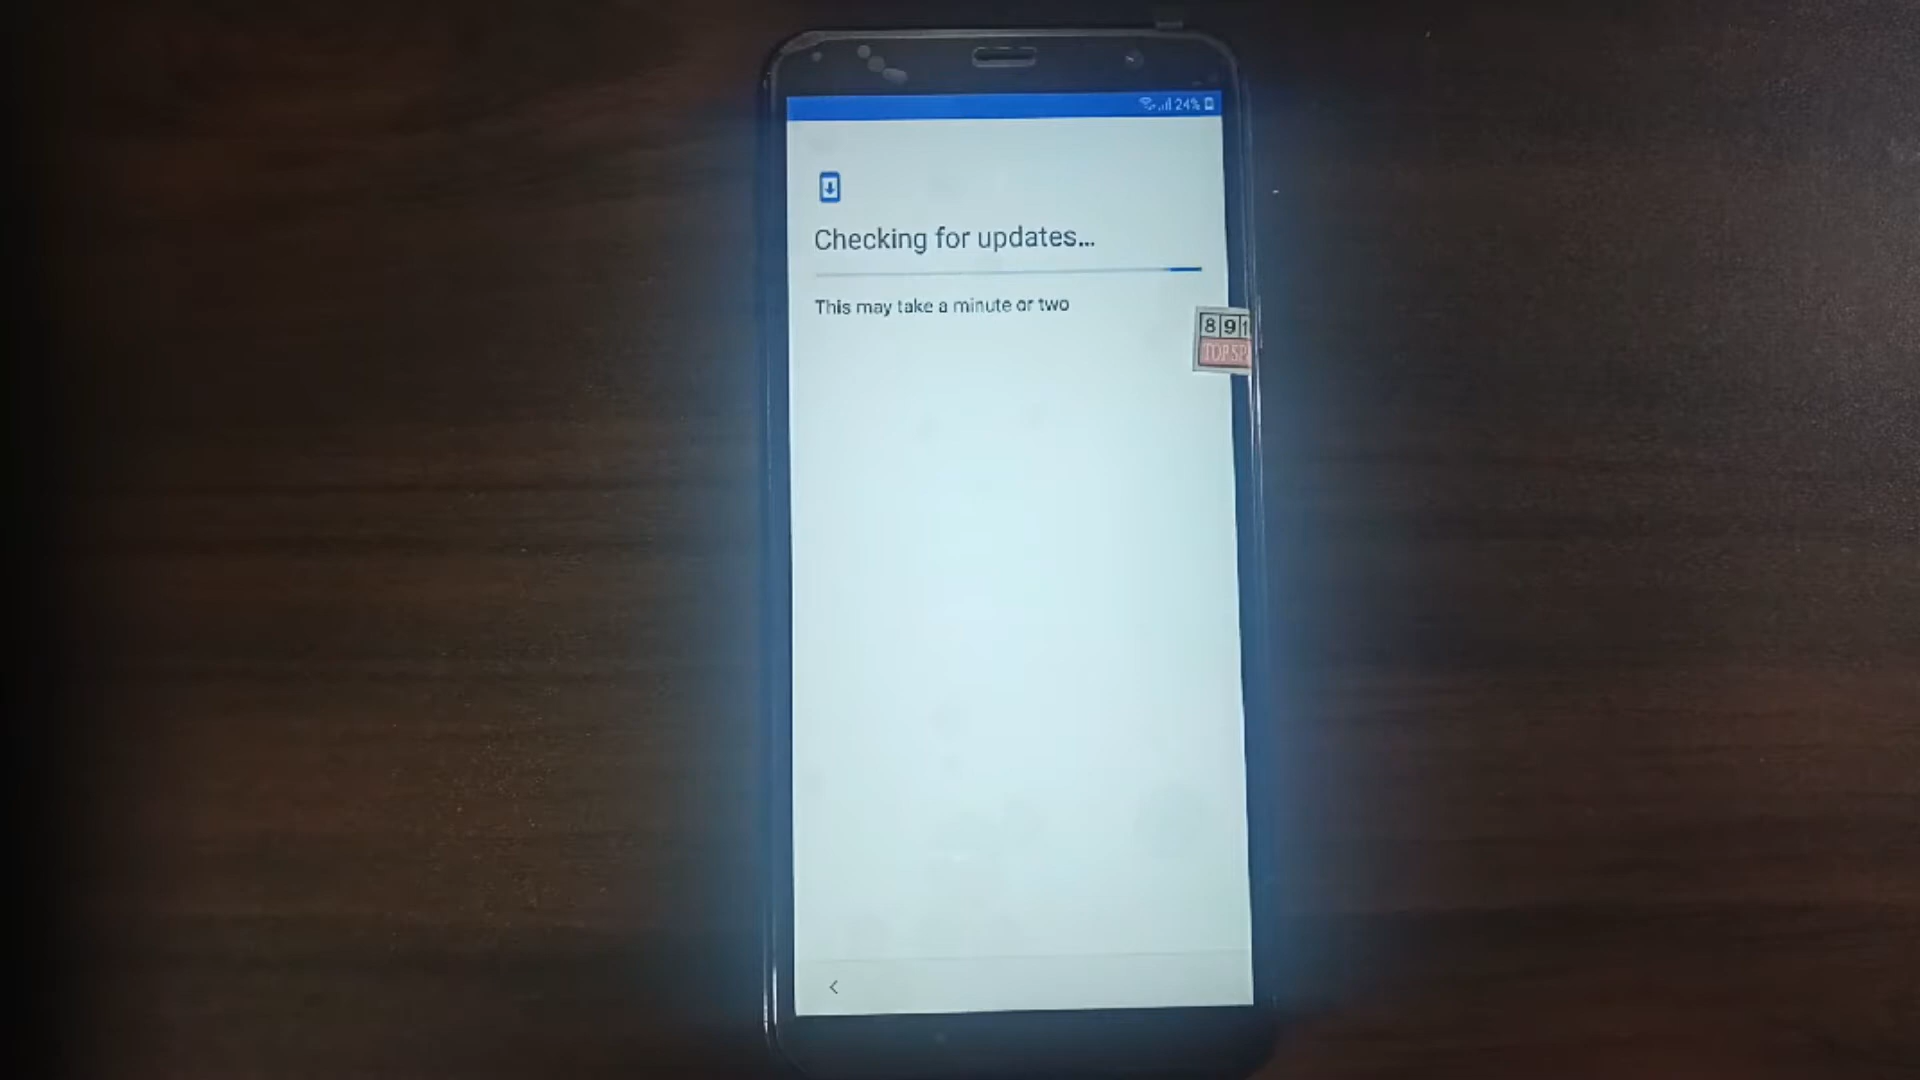 24%
Checking for updates...
This may take a minute or two
8 9
TOP SP